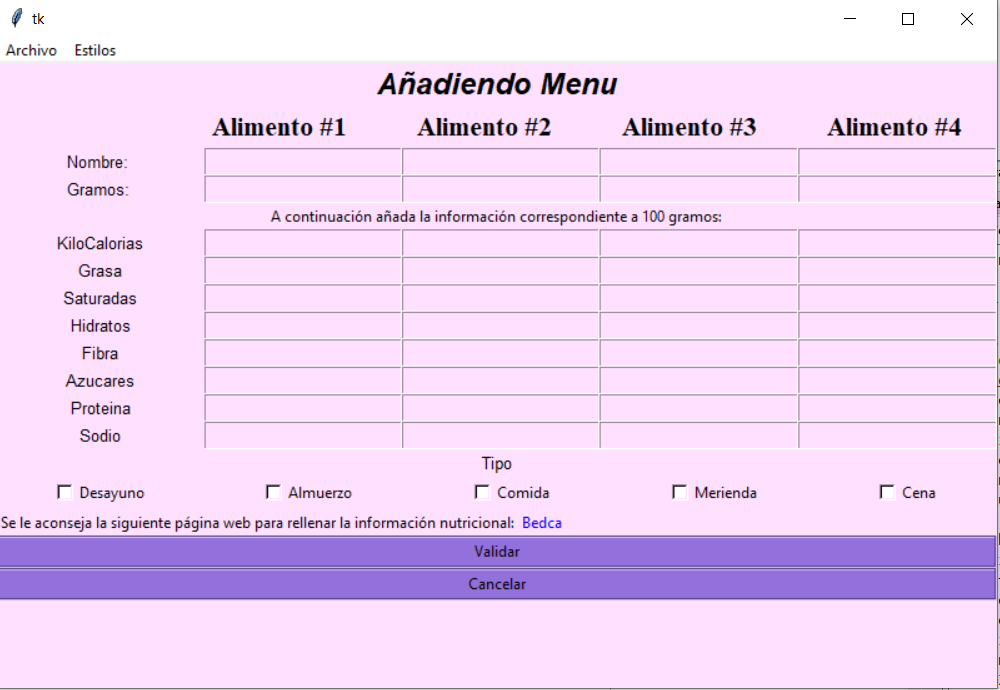 tk
Archivo Estilos
Añadiendo Menu
Alimento #1 Alimento #2 Alimento #3 Alimento #4
Nombre:
Gramos:
A continuación añada la información correspondiente a 100 gramos:
KiloCalorias
Grasa
Saturadas
Hidratos
Fibra
Azucares
Proteina
Sodio
Tipo
Desayuno Almuerzo Comida Merienda Cena
Se le aconseja la siguiente página web para rellenar la información nutricional: Bedca
Validar
Cancelar